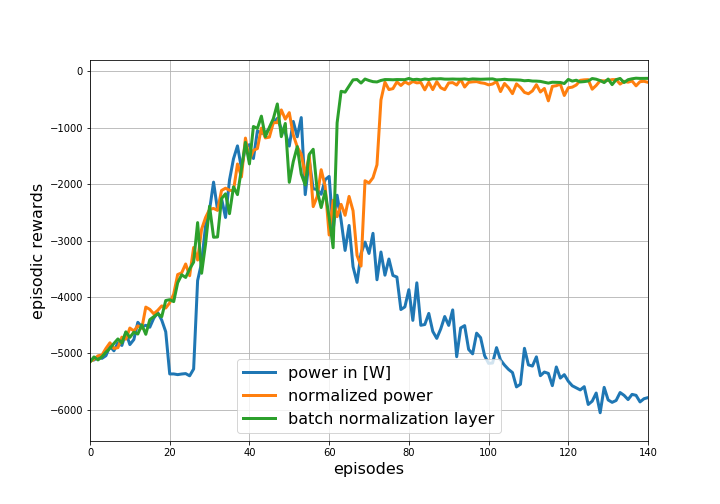 0
−1000
−2000
−3000
−4000
−5000
−6000
episodic rewards
power in [W]
normalized power
batch normalization layer
0 20 40 60 80 100 120 140
episodes